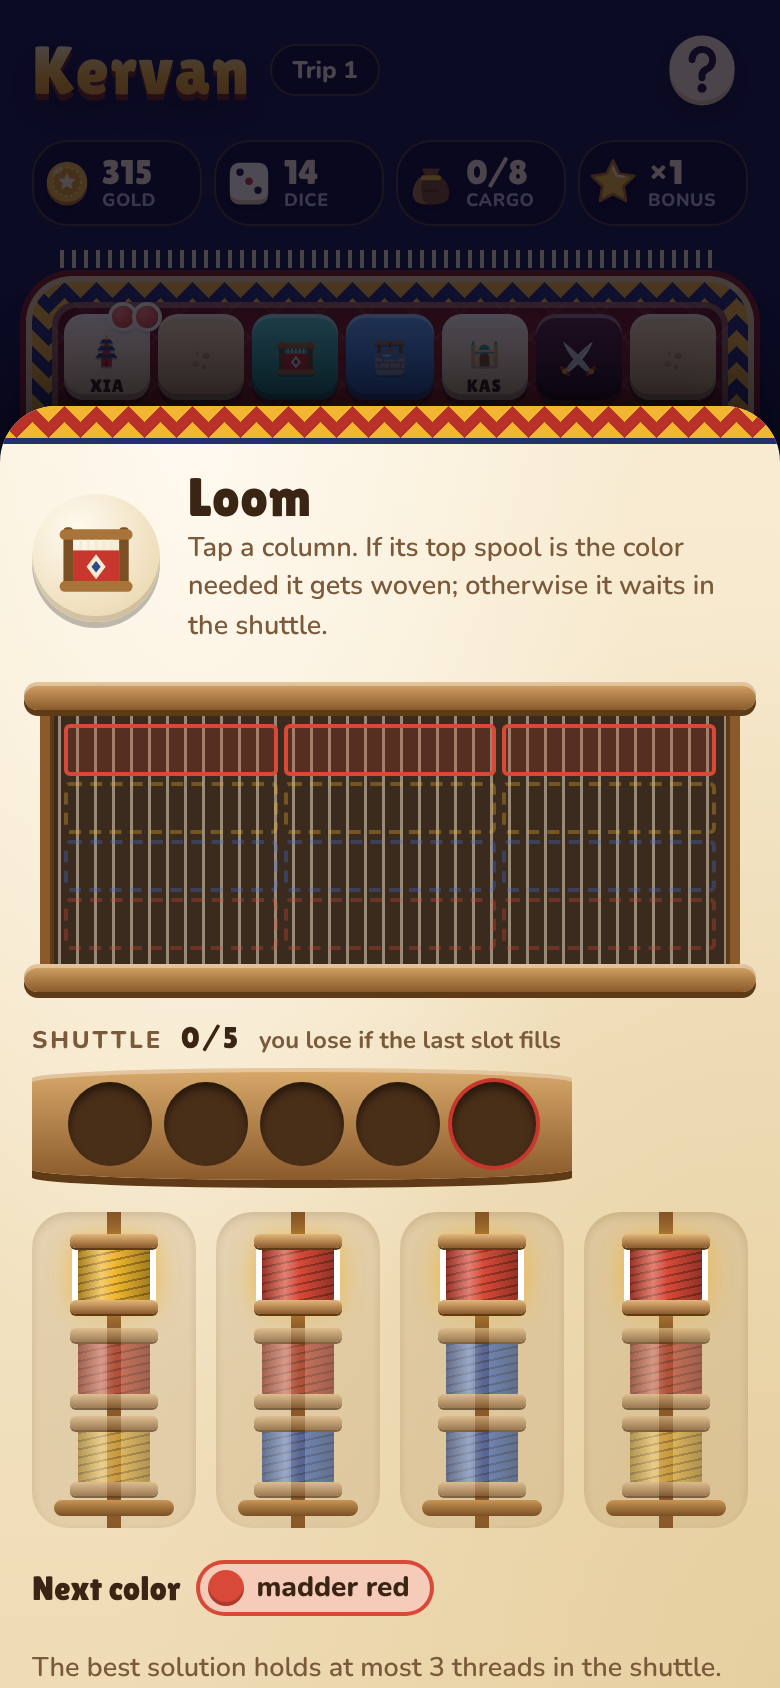 Kervan
Trip 1
?
315
GOLD
14
DICE
0/8
CARGO
×1
BONUS
XIA
KAS
Loom
Tap a column. If its top spool is the color
needed it gets woven; otherwise it waits in
the shuttle.
SHUTTLE 0/5 you lose if the last slot fills
Next color madder red
The best solution holds at most 3 threads in the shuttle.